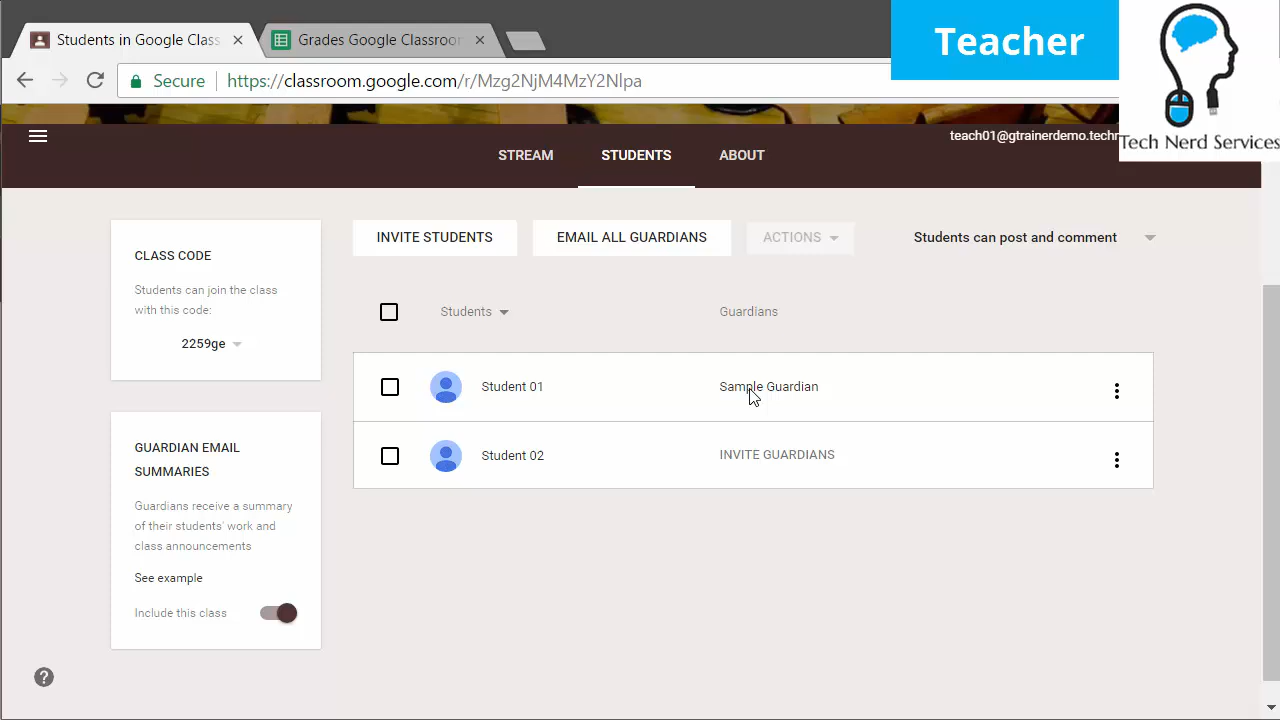 Students in Google Class
Grades Google Classroom
Teacher
Secure
https://classroom.google.com/r/Mzg2NjM4MzY2Nlpa
Tech Nerd Services
STREAM
STUDENTS
ABOUT
teach01@gtrainerdemo.techn
CLASS CODE
Students can join the class
with this code:
2259ge
INVITE STUDENTS
EMAIL ALL GUARDIANS
ACTIONS
Students can post and comment
Students
Guardians
Student 01
Sample Guardian
Student 02
INVITE GUARDIANS
GUARDIAN EMAIL
SUMMARIES
Guardians receive a summary
of their students' work and
class announcements
See example
Include this class
?